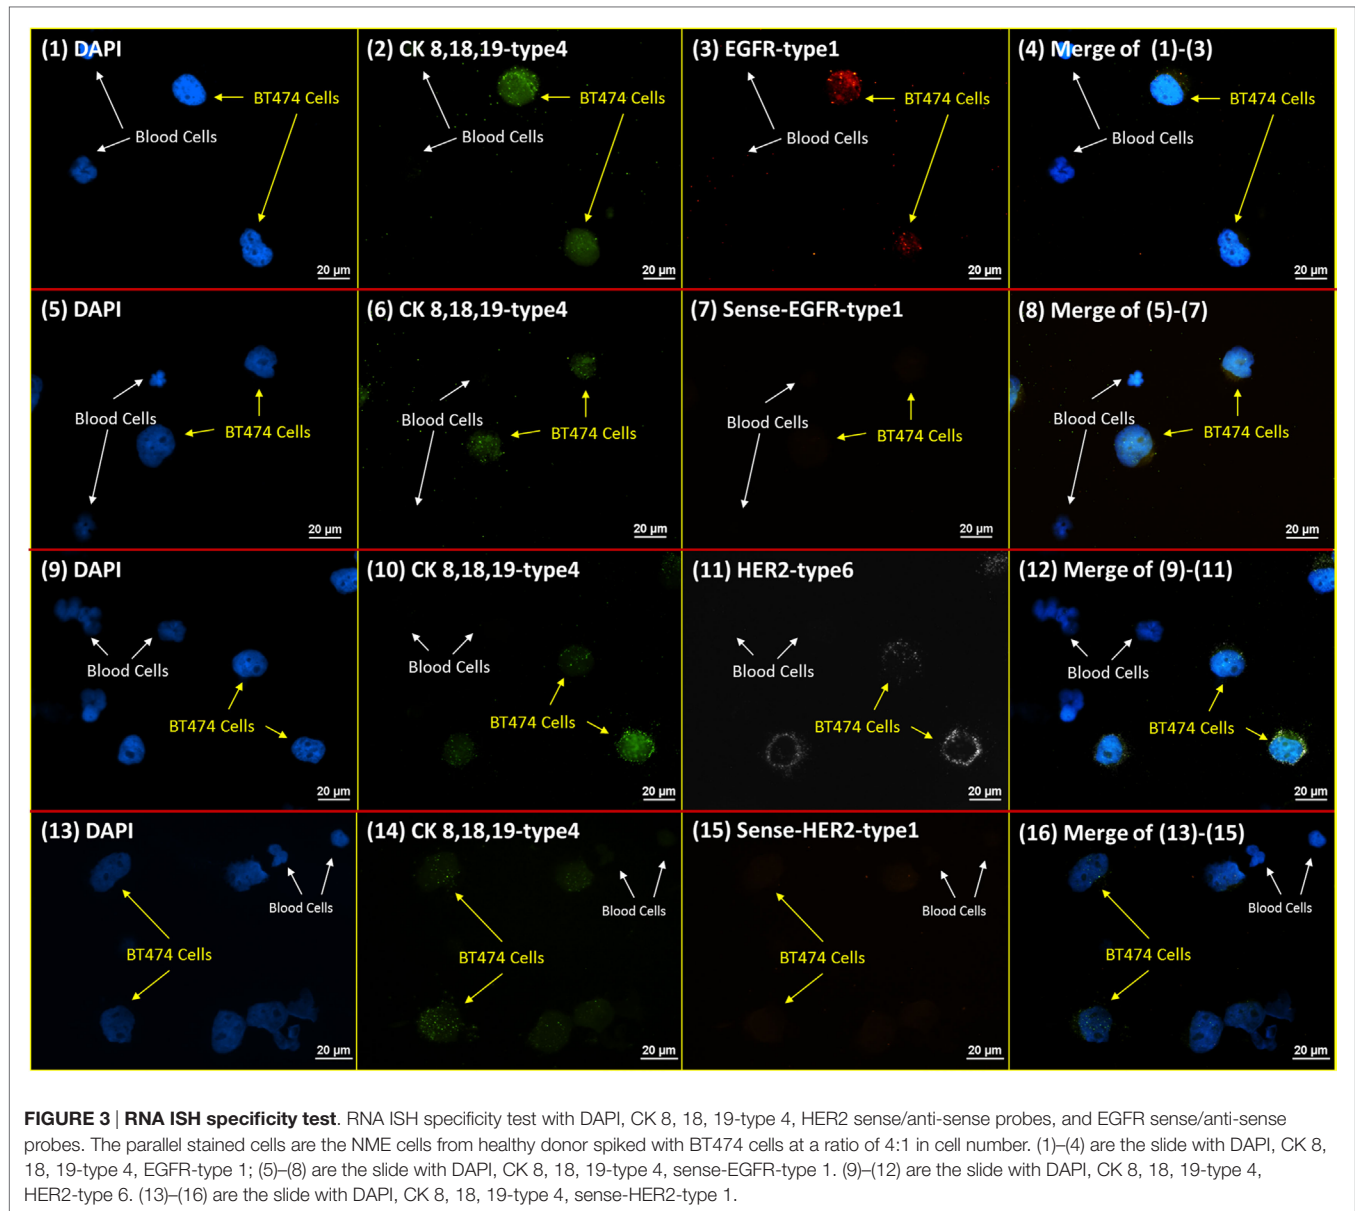 (1) DAPI
(2) CK 8,18,19-type4
(3) EGFR-type1
(4) Merge of (1)-(3)
BT474 Cells
BT474 Cells
BT474 Cells
BT474 Cells
Blood Cells
Blood Cells
Blood Cells
Blood Cells
20 µm
20 µm
20 µm
20 µm
(5) DAPI
(6) CK 8,18,19-type4
(7) Sense-EGFR-type1
(8) Merge of (5)-(7)
Blood Cells
Blood Cells
Blood Cells
Blood Cells
BT474 Cells
BT474 Cells
BT474 Cells
BT474 Cells
20 µm
20 µm
20 µm
20 µm
(9) DAPI
(10) CK 8,18,19-type4
(11) HER2-type6
(12) Merge of (9)-(11)
Blood Cells
Blood Cells
Blood Cells
Blood Cells
BT474 Cells
BT474 Cells
BT474 Cells
BT474 Cells
20 µm
20 µm
20 µm
20 µm
(13) DAPI
(14) CK 8,18,19-type4
(15) Sense-HER2-type1
(16) Merge of (13)-(15)
Blood Cells
Blood Cells
Blood Cells
Blood Cells
BT474 Cells
BT474 Cells
BT474 Cells
BT474 Cells
20 µm
20 µm
20 µm
20 µm
FIGURE 3 | RNA ISH specificity test. RNA ISH specificity test with DAPI, CK 8, 18, 19-type 4, HER2 sense/anti-sense probes, and EGFR sense/anti-sense
probes. The parallel stained cells are the NME cells from healthy donor spiked with BT474 cells at a ratio of 4:1 in cell number. (1)–(4) are the slide with DAPI, CK 8,
18, 19-type 4, EGFR-type 1; (5)–(8) are the slide with DAPI, CK 8, 18, 19-type 4, sense-EGFR-type 1. (9)–(12) are the slide with DAPI, CK 8, 18, 19-type 4,
HER2-type 6. (13)–(16) are the slide with DAPI, CK 8, 18, 19-type 4, sense-HER2-type 1.